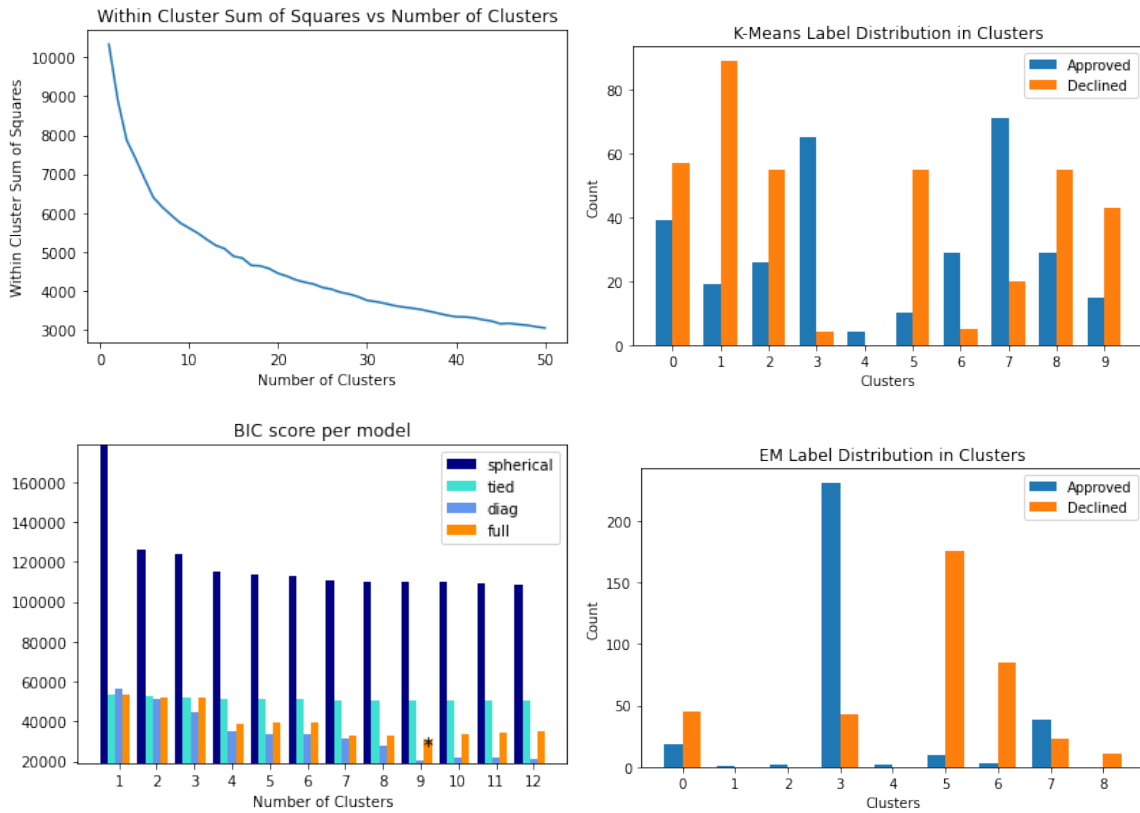 Within Cluster Sum of Squares vs Number of Clusters
10000
9000
8000
7000
6000
5000
4000
3000
Within Cluster Sum of Squares
0 10 20 30 40 50
Number of Clusters
K-Means Label Distribution in Clusters
Approved
Declined
80
60
40
20
0
Count
0 1 2 3 4 5 6 7 8 9
Clusters
BIC score per model
spherical
tied
diag
full
160000
140000
120000
100000
80000
60000
40000
20000
*
1 2 3 4 5 6 7 8 9 10 11 12
Number of Clusters
EM Label Distribution in Clusters
Approved
Declined
200
150
100
50
0
Count
0 1 2 3 4 5 6 7 8
Clusters